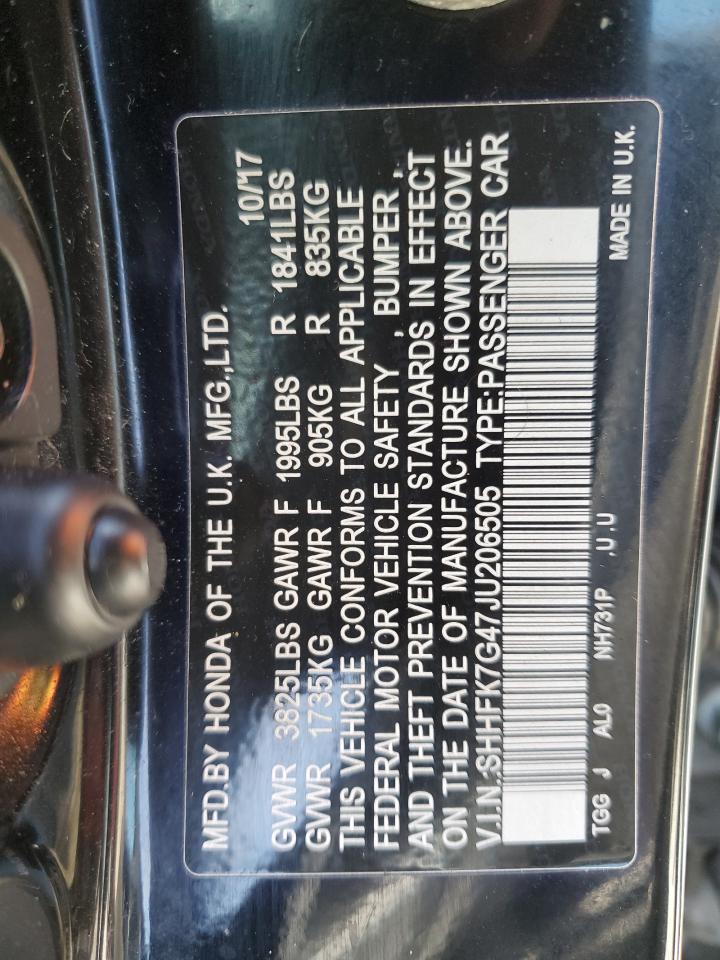 MFD.BY HONDA OF THE U.K. MFG.,LTD. 10/17
GVWR 3825LBS GAWR F 1995LBS R 1841LBS
GVWR 1735KG GAWR F 905KG R 835KG
THIS VEHICLE CONFORMS TO ALL APPLICABLE
FEDERAL MOTOR VEHICLE SAFETY , BUMPER ,
AND THEFT PREVENTION STANDARDS IN EFFECT
ON THE DATE OF MANUFACTURE SHOWN ABOVE.
V.I.N.:SHHFK7G47JU206505 TYPE:PASSENGER CAR
TGG J AL0 NH731P .U.U MADE IN U.K.